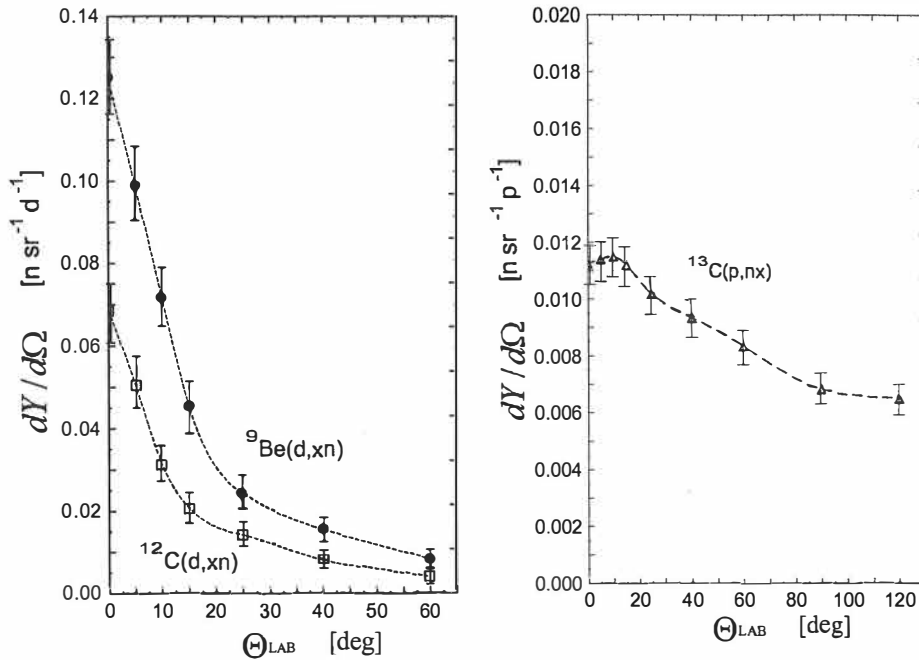 0.14
0.12
0.10
0.08
0.06
0.04
0.02
0.00
dY/dΩ [n sr⁻¹ d⁻¹]
⁹Be(d,xn)
¹²C(d,xn)
0 10 20 30 40 50 60
Θ_LAB [deg]
0.020
0.018
0.016
0.014
0.012
0.010
0.008
0.006
0.004
0.002
0.000
dY/dΩ [n sr⁻¹ p⁻¹]
¹³C(p,nx)
0 20 40 60 80 100 120
Θ_LAB [deg]